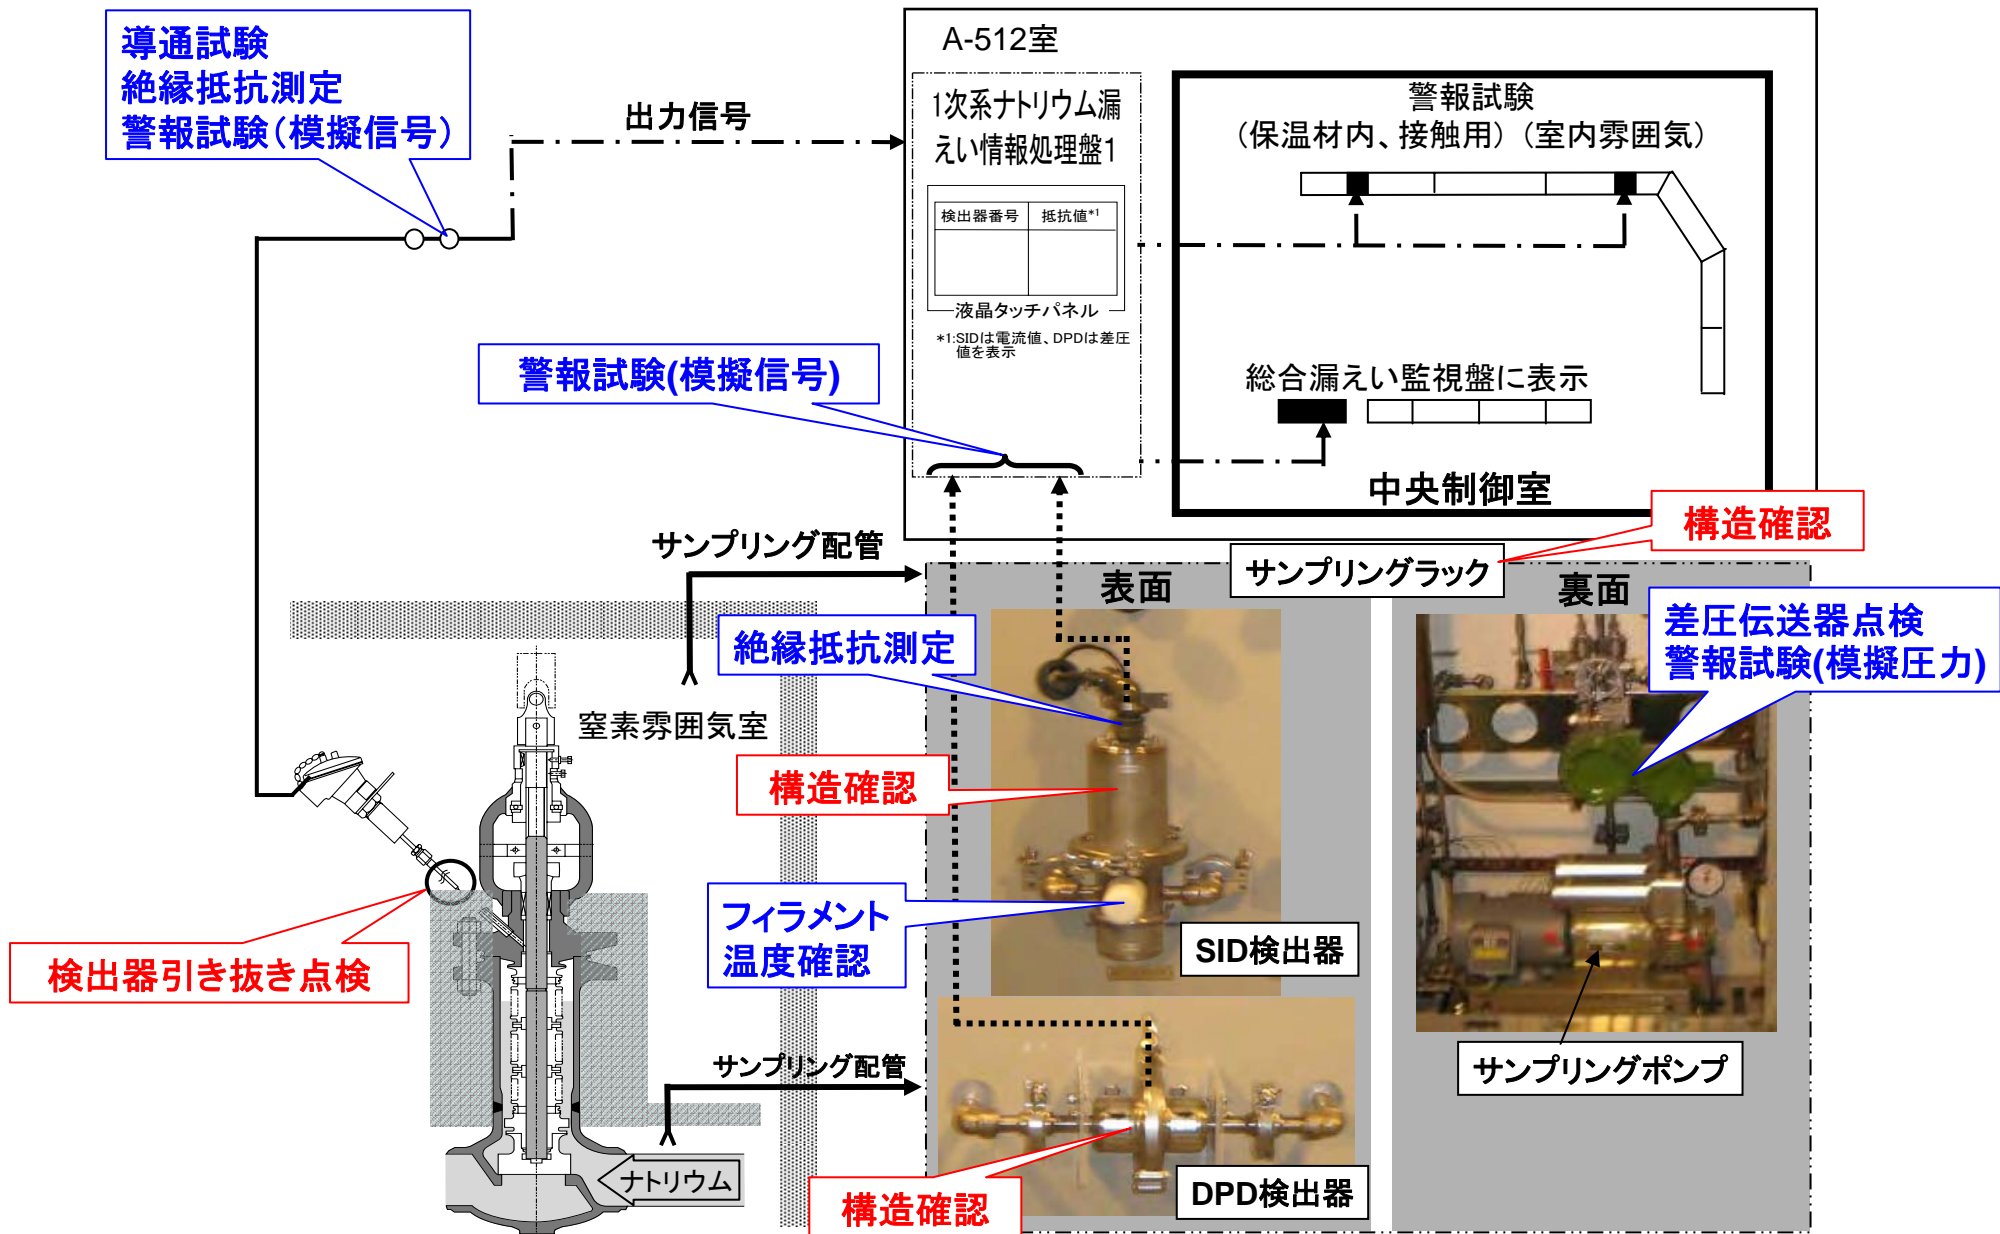 導通試験
絶縁抵抗測定
警報試験(模擬信号)
出力信号
A-512室
1次系ナトリウム漏
えい情報処理盤1
検出器番号 抵抗値*1
液晶タッチパネル
*1:SIDは電流値、DPDは差圧
値を表示
警報試験
(保温材内、接触用)(室内雰囲気)
総合漏えい監視盤に表示
中央制御室
警報試験(模擬信号)
構造確認
サンプリング配管
サンプリングラック
表面
裏面
絶縁抵抗測定
差圧伝送器点検
警報試験(模擬圧力)
窒素雰囲気室
構造確認
フィラメント
温度確認
SID検出器
検出器引き抜き点検
サンプリング配管
サンプリングポンプ
ナトリウム
構造確認
DPD検出器